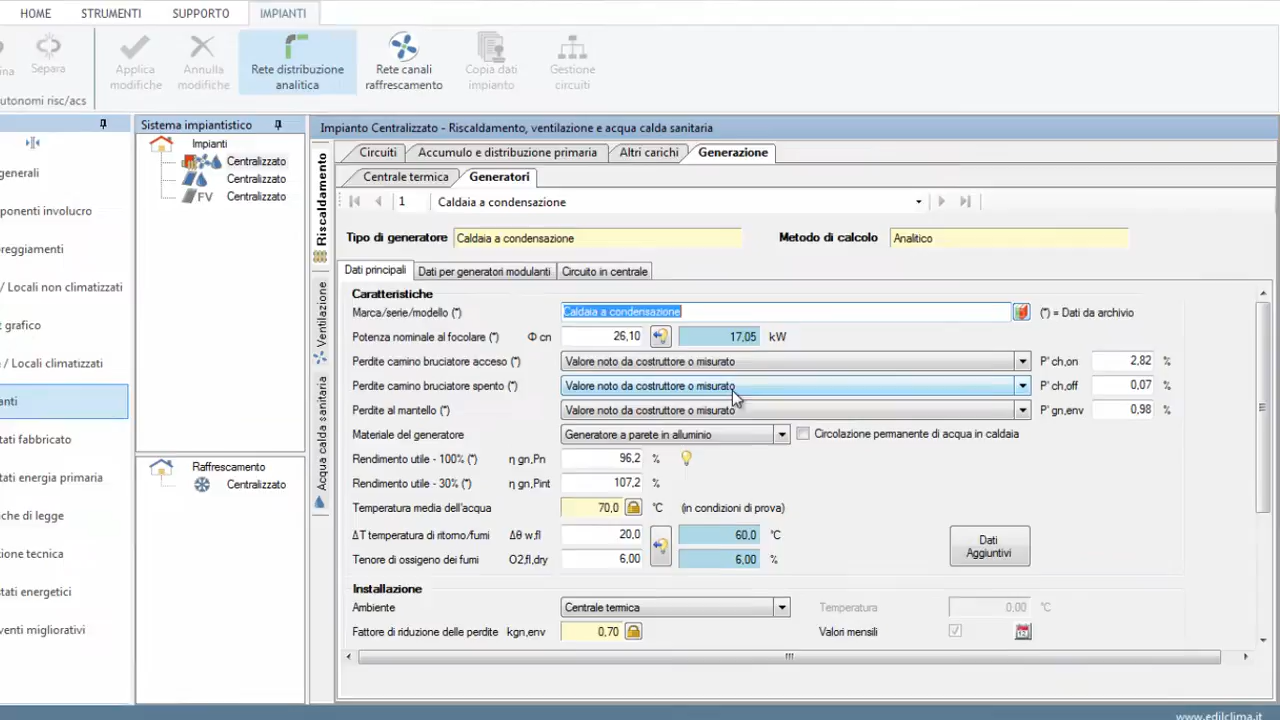 HOME STRUMENTI SUPPORTO IMPIANTI
ina Separa Applica modifiche Annulla modifiche Rete distribuzione analitica Rete canali raffrescamento Copia dati impianto Gestione circuiti
utonomi risc/acs
enerali
ponenti involucro
reggiamenti
/ Locali non climatizzati
t grafico
e / Locali climatizzati
anti
tati fabbricato
tati energia primaria
iche di legge
zione tecnica
tati energetici
venti migliorativi
Sistema impiantistico
Impianti
Centralizzato
Centralizzato
FV Centralizzato
Raffrescamento
Centralizzato
Impianto Centralizzato - Riscaldamento, ventilazione e acqua calda sanitaria
Riscaldamento
Ventilazione
Acqua calda sanitaria
Circuiti Accumulo e distribuzione primaria Altri carichi Generazione
Centrale termica Generatori
1 Caldaia a condensazione
Tipo di generatore Caldaia a condensazione Metodo di calcolo Analitico
Dati principali Dati per generatori modulanti Circuito in centrale
Caratteristiche
Marca/serie/modello (*) Caldaia a condensazione (*) = Dati da archivio
Potenza nominale al focolare (*) Φ cn 26,10 17,05 kW
Perdite camino bruciatore acceso (*) Valore noto da costruttore o misurato P' ch,on 2,82 %
Perdite camino bruciatore spento (*) Valore noto da costruttore o misurato P' ch,off 0,07 %
Perdite al mantello (*) Valore noto da costruttore o misurato P' gn,env 0,98 %
Materiale del generatore Generatore a parete in alluminio Circolazione permanente di acqua in caldaia
Rendimento utile - 100% (*) η gn,Pn 96,2 %
Rendimento utile - 30% (*) η gn,Pint 107,2 %
Temperatura media dell'acqua 70,0 °C (in condizioni di prova)
ΔT temperatura di ritorno/fumi Δθ w,fl 20,0 60,0 °C
Tenore di ossigeno dei fumi O2,fl,dry 6,00 6,00 %
Dati Aggiuntivi
Installazione
Ambiente Centrale termica Temperatura 0,00 °C
Fattore di riduzione delle perdite kgn,env 0,70 Valori mensili
www.edilclima.it